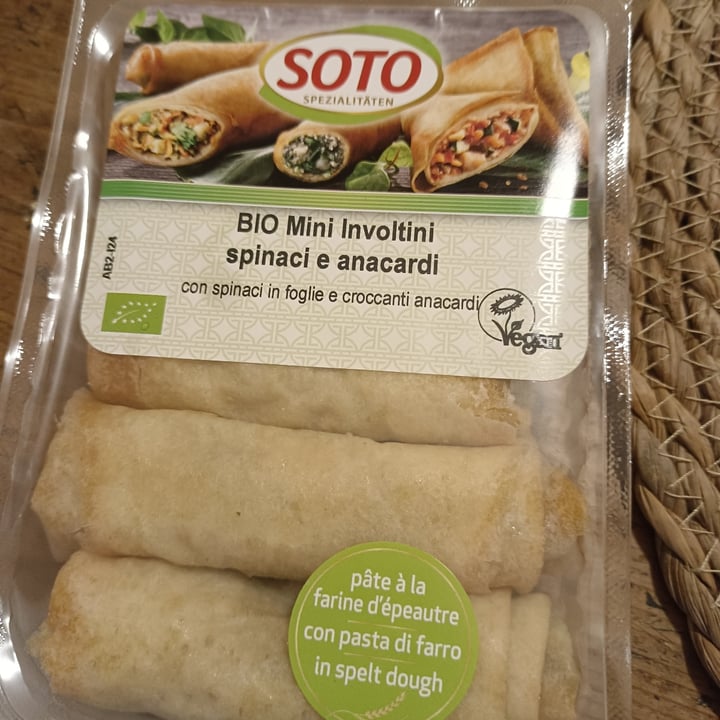 SOTO
SPEZIALITÄTEN
BIO Mini Involtini
spinaci e anacardi
con spinaci in foglie e croccanti anacardi
AB2-I24
Vegan
pâte à la
farine d'épeautre
con pasta di farro
in spelt dough